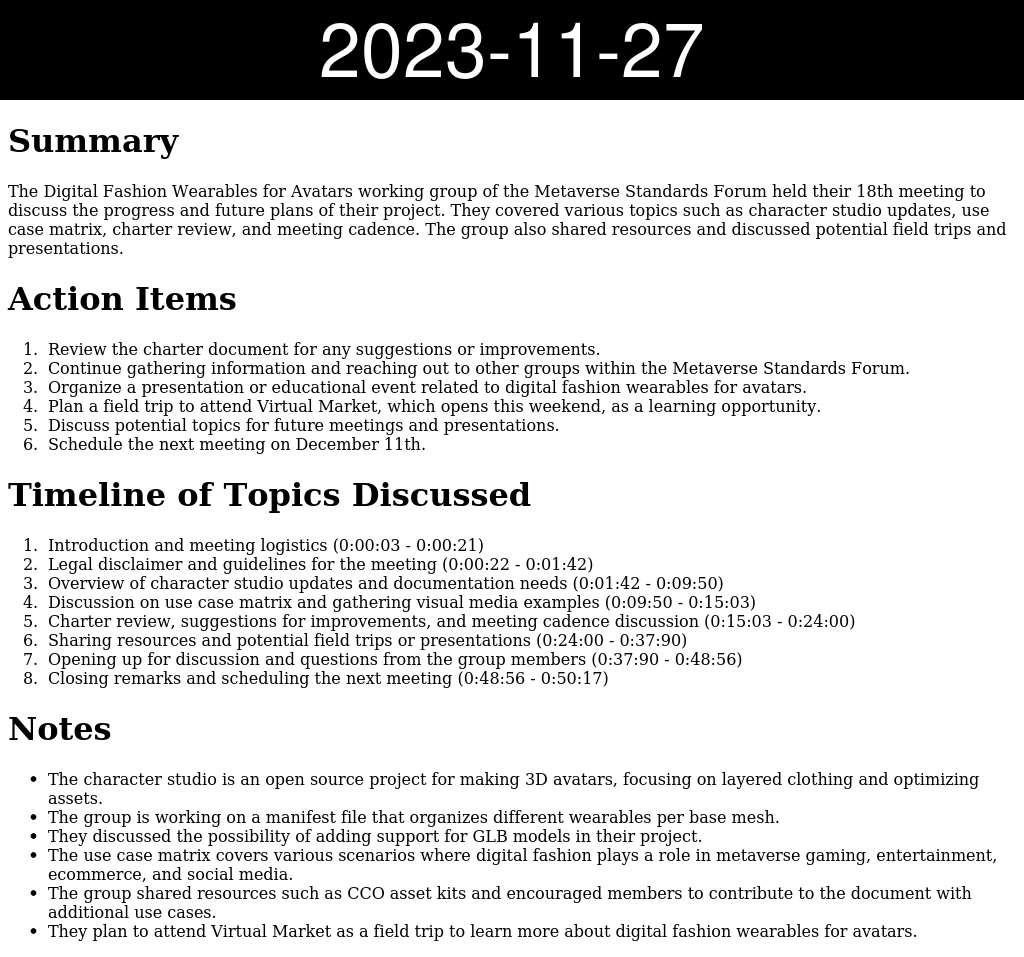 2023-11-27
Summary
The Digital Fashion Wearables for Avatars working group of the Metaverse Standards Forum held their 18th meeting to
discuss the progress and future plans of their project. They covered various topics such as character studio updates, use
case matrix, charter review, and meeting cadence. The group also shared resources and discussed potential field trips and
presentations.
Action Items
1. Review the charter document for any suggestions or improvements.
2. Continue gathering information and reaching out to other groups within the Metaverse Standards Forum.
3. Organize a presentation or educational event related to digital fashion wearables for avatars.
4. Plan a field trip to attend Virtual Market, which opens this weekend, as a learning opportunity.
5. Discuss potential topics for future meetings and presentations.
6. Schedule the next meeting on December 11th.
Timeline of Topics Discussed
1. Introduction and meeting logistics (0:00:03 - 0:00:21)
2. Legal disclaimer and guidelines for the meeting (0:00:22 - 0:01:42)
3. Overview of character studio updates and documentation needs (0:01:42 - 0:09:50)
4. Discussion on use case matrix and gathering visual media examples (0:09:50 - 0:15:03)
5. Charter review, suggestions for improvements, and meeting cadence discussion (0:15:03 - 0:24:00)
6. Sharing resources and potential field trips or presentations (0:24:00 - 0:37:90)
7. Opening up for discussion and questions from the group members (0:37:90 - 0:48:56)
8. Closing remarks and scheduling the next meeting (0:48:56 - 0:50:17)
Notes
• The character studio is an open source project for making 3D avatars, focusing on layered clothing and optimizing
assets.
• The group is working on a manifest file that organizes different wearables per base mesh.
• They discussed the possibility of adding support for GLB models in their project.
• The use case matrix covers various scenarios where digital fashion plays a role in metaverse gaming, entertainment,
ecommerce, and social media.
• The group shared resources such as CCO asset kits and encouraged members to contribute to the document with
additional use cases.
• They plan to attend Virtual Market as a field trip to learn more about digital fashion wearables for avatars.